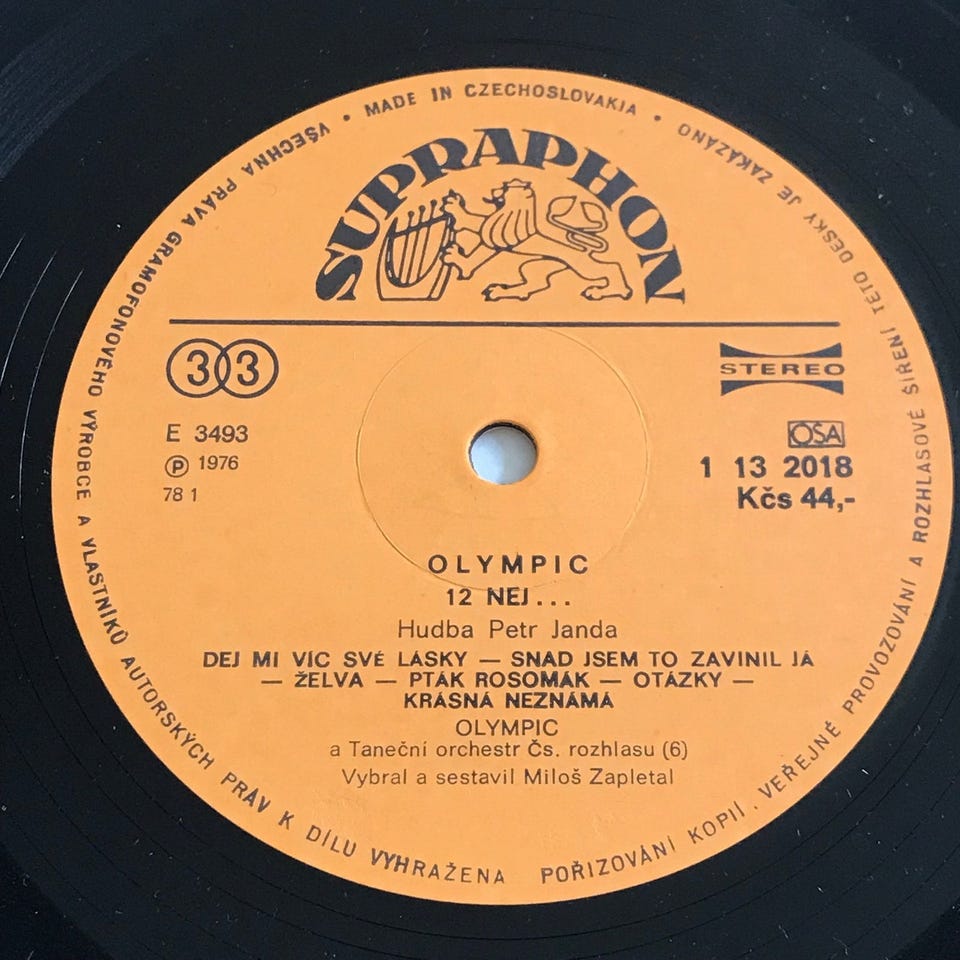 MADE IN CZECHOSLOVAKIA •
VŠECHNA PRÁVA GRAMOFONOVÉHO VÝROBCE A VLASTNÍKŮ AUTORSKÝCH PRÁV K DÍLU VYHRAŽENA
POŘIZOVÁNÍ KOPIÍ, VEŘEJNÉ PROVOZOVÁNÍ A ROZHLASOVÉ ŠÍŘENÍ TÉTO DESKY JE ZAKÁZÁNO •
SUPRAPHON
33
STEREO
E 3493
Ⓟ 1976
78 1
OSA
1 13 2018
Kčs 44,-
OLYMPIC
12 NEJ...
Hudba Petr Janda
DEJ MI VÍC SVÉ LÁSKY — SNAD JSEM TO ZAVINIL JÁ
— ŽELVA — PTÁK ROSOMÁK — OTÁZKY —
KRÁSNÁ NEZNÁMÁ
OLYMPIC
a Taneční orchestr Čs. rozhlasu (6)
Vybral a sestavil Miloš Zapletal